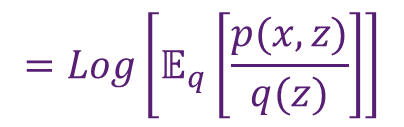 = Log [𝔼_q [p(x, z) / q(z)]]